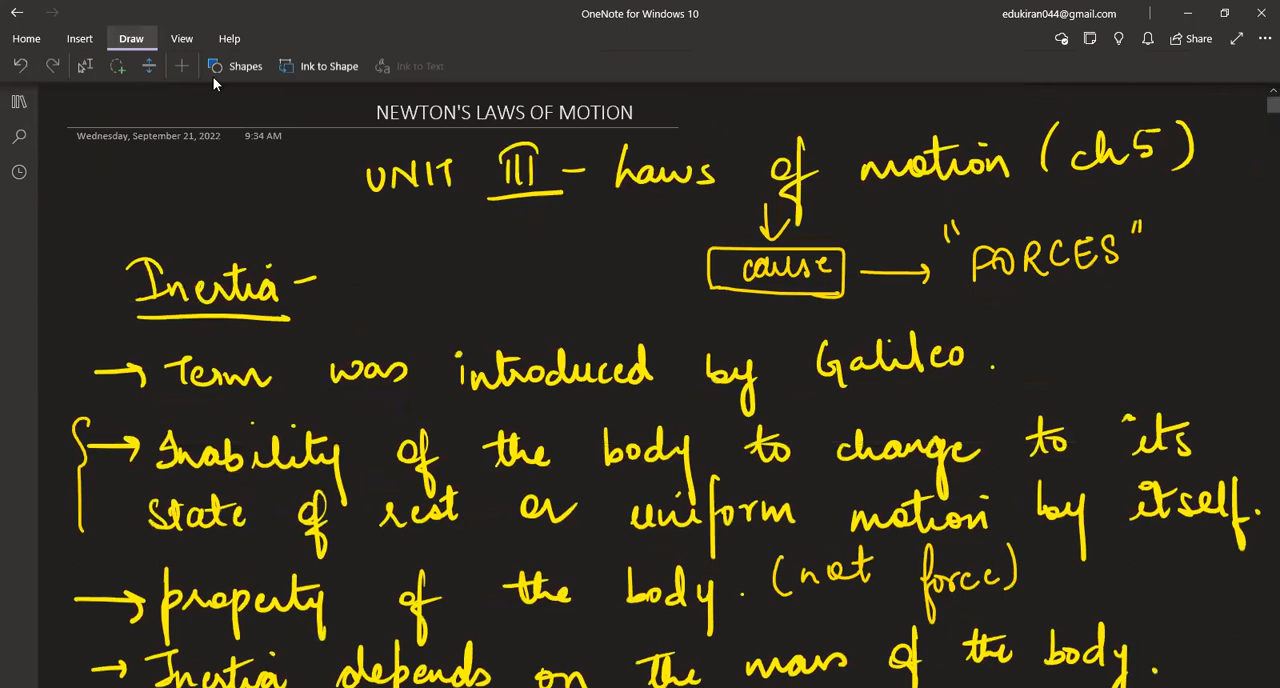 OneNote for Windows 10
edukiran044@gmail.com
Home Insert Draw View Help
Share
Shapes Ink to Shape Ink to Text
NEWTON'S LAWS OF MOTION
Wednesday, September 21, 2022 9:34 AM
UNIT III - Laws of motion (ch 5)
cause → "FORCES"
Inertia -
→ Term was introduced by Galileo.
→ Inability of the body to change to its
state of rest or uniform motion by itself.
→ property of the body. (not force)
→ Inertia depends on the mass of the body.